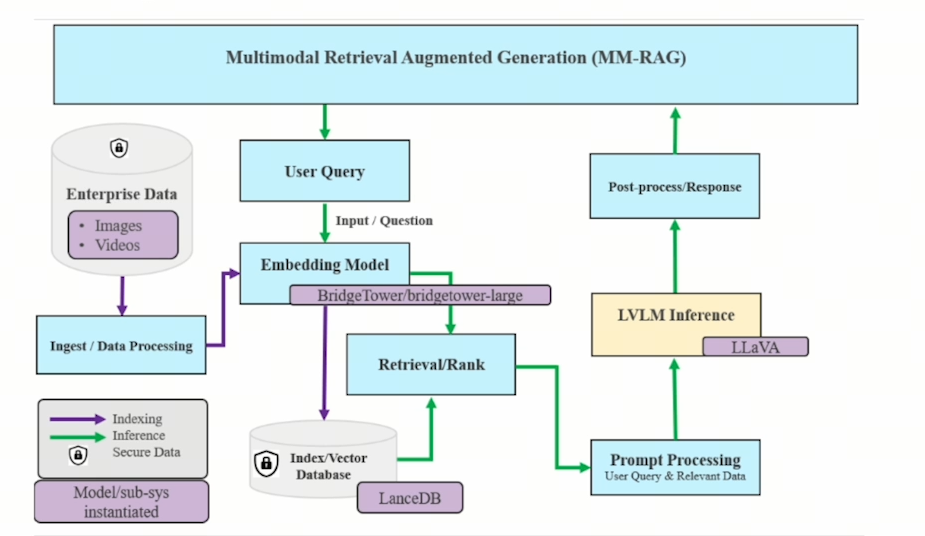 Multimodal Retrieval Augmented Generation (MM-RAG)
Enterprise Data
• Images
• Videos
User Query
Input / Question
Embedding Model
BridgeTower/bridgetower-large
Ingest / Data Processing
Retrieval/Rank
Index/Vector
Database
LanceDB
Post-process/Response
LVLM Inference
LLaVA
Prompt Processing
User Query & Relevant Data
Indexing
Inference
Secure Data
Model/sub-sys
instantiated